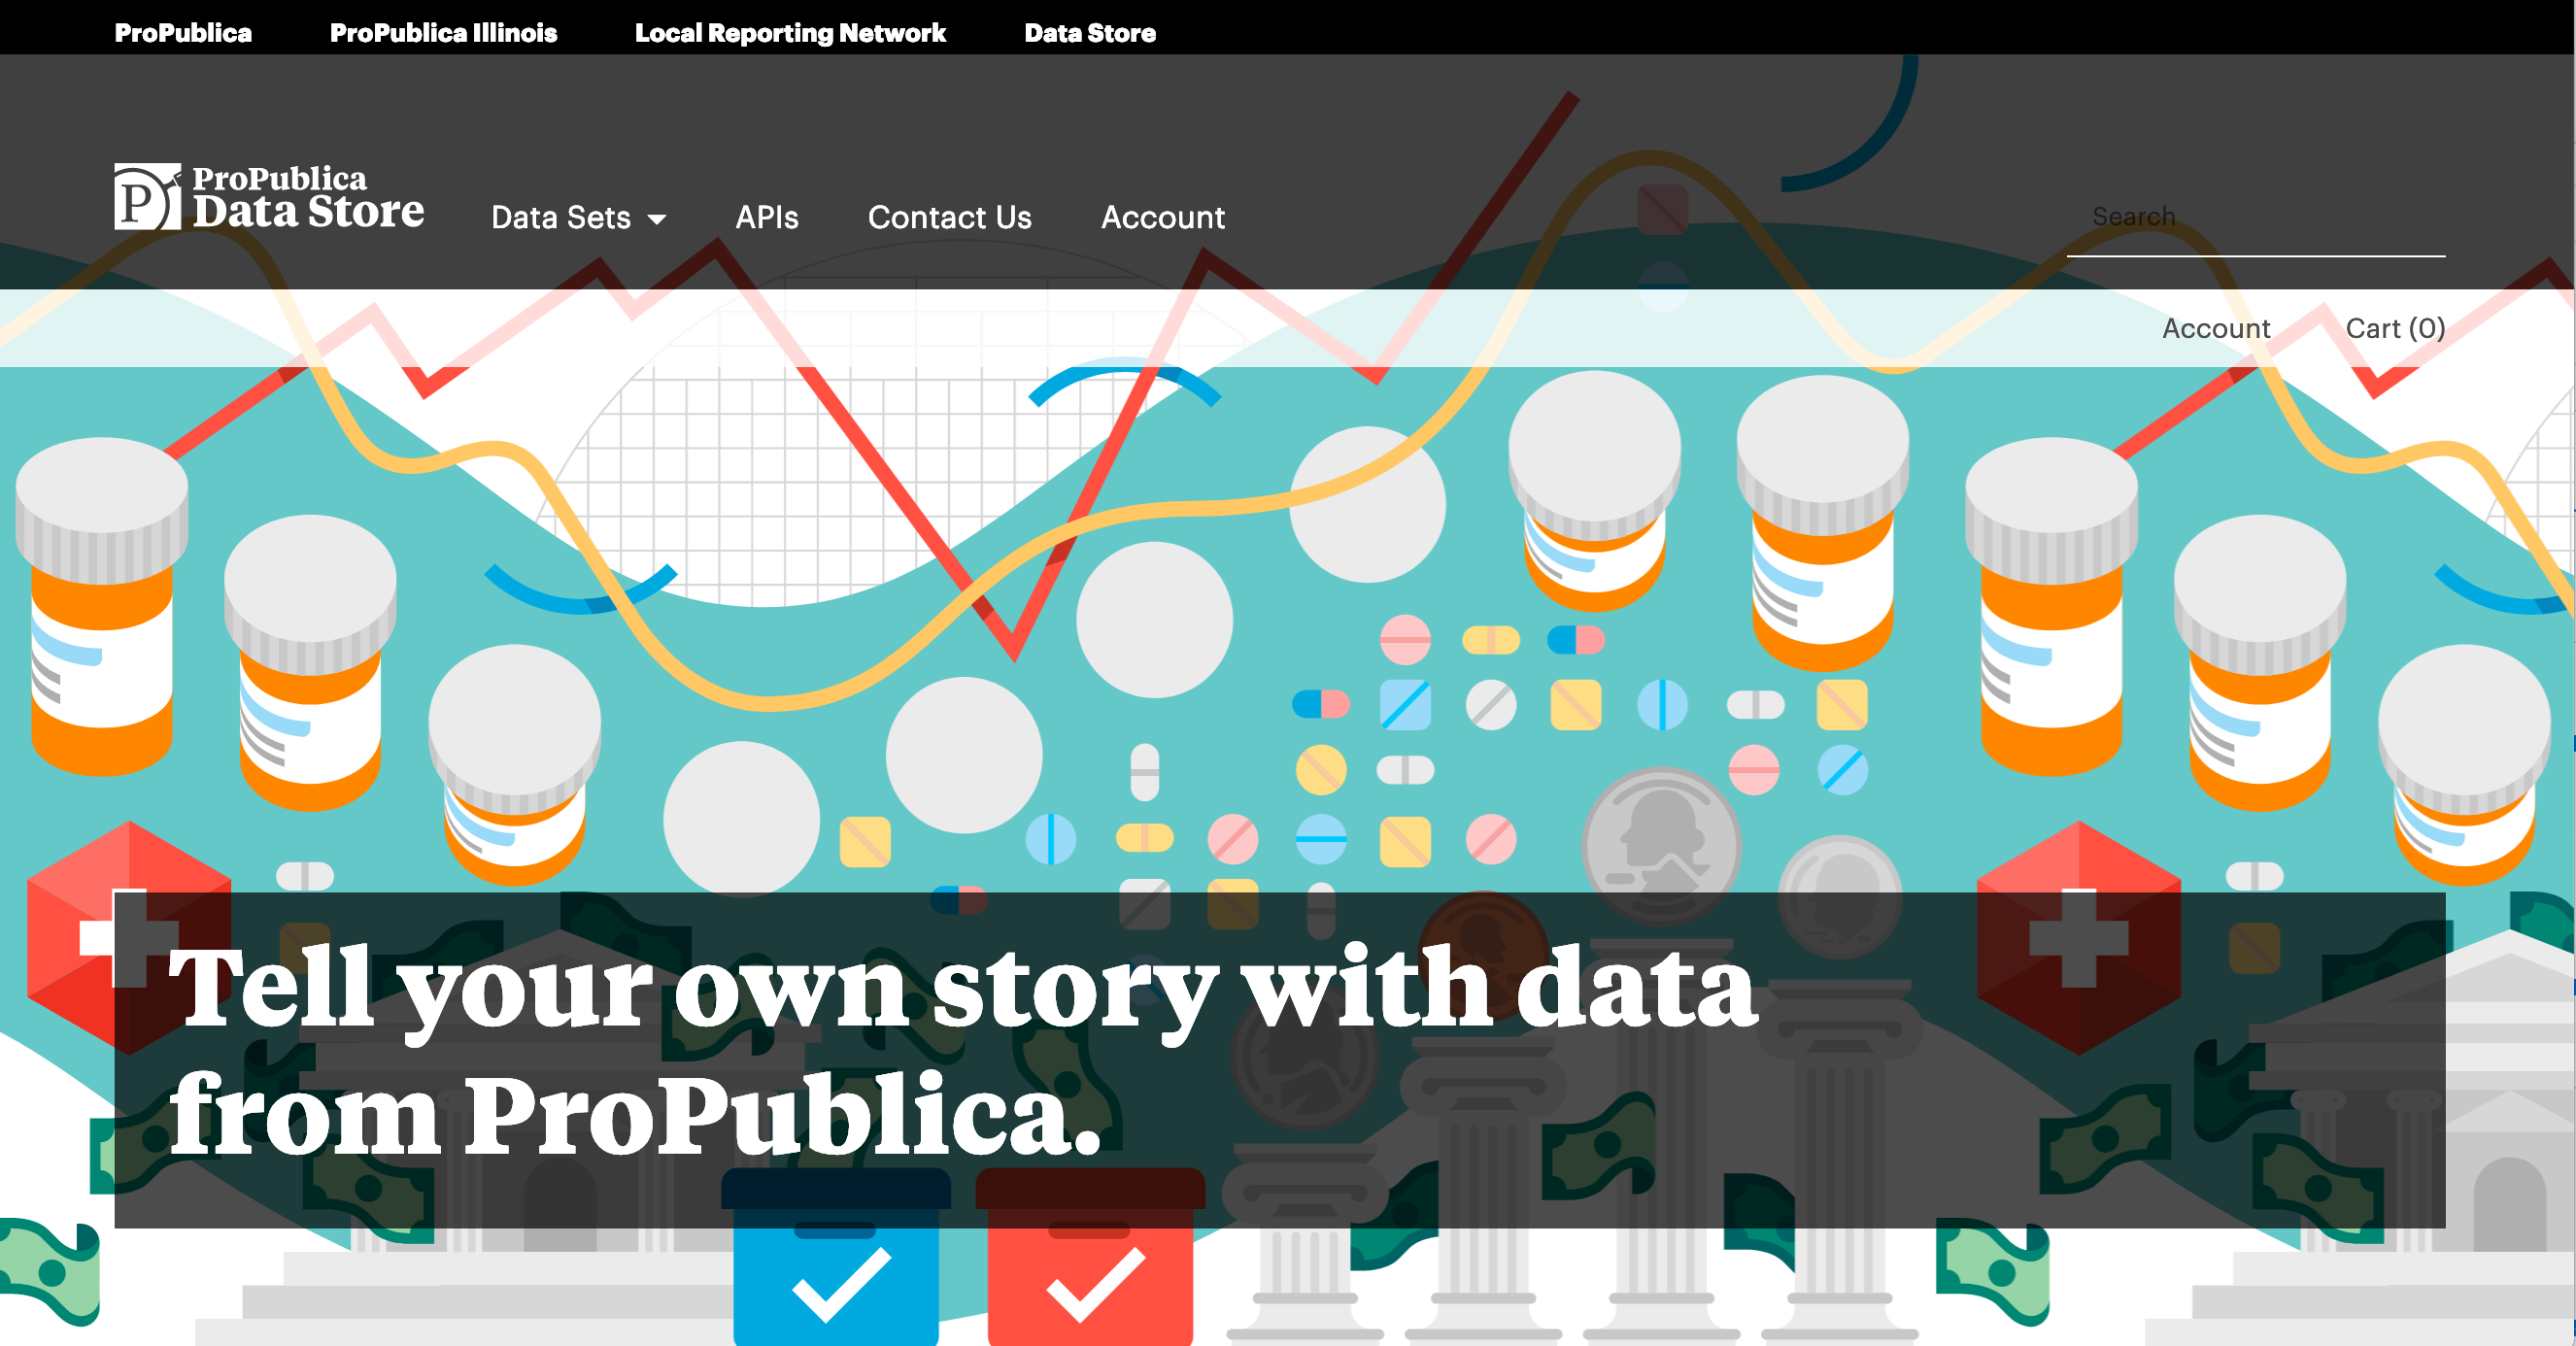 ProPublica ProPublica Illinois Local Reporting Network Data Store
P ProPublica
Data Store
Data Sets APIs Contact Us Account
Search
Account Cart (0)
Tell your own story with data
from ProPublica.